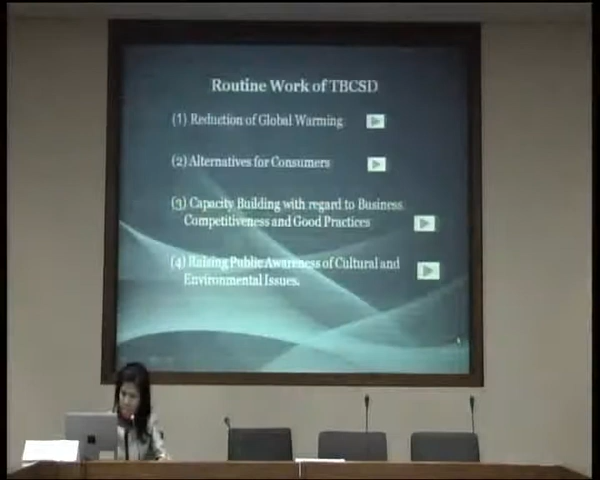 Routine Work of TBCSD
(1) Reduction of Global Warming
(2) Alternatives for Consumers
(3) Capacity Building with regard to Business
Competitiveness and Good Practices
(4) Raising Public Awareness of Cultural and
Environmental Issues.